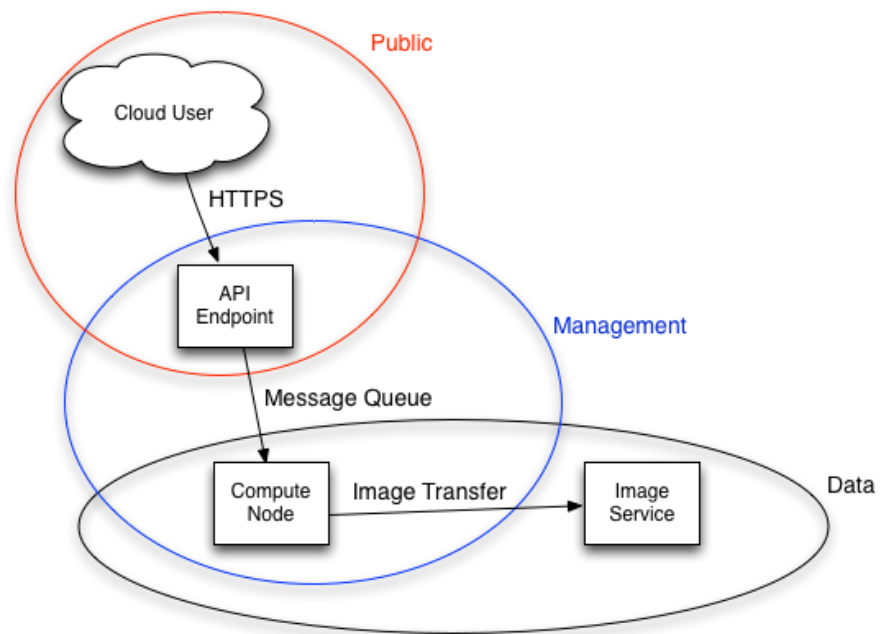 Public
Cloud User
HTTPS
API
Endpoint
Management
Message Queue
Compute
Node
Image Transfer
Image
Service
Data